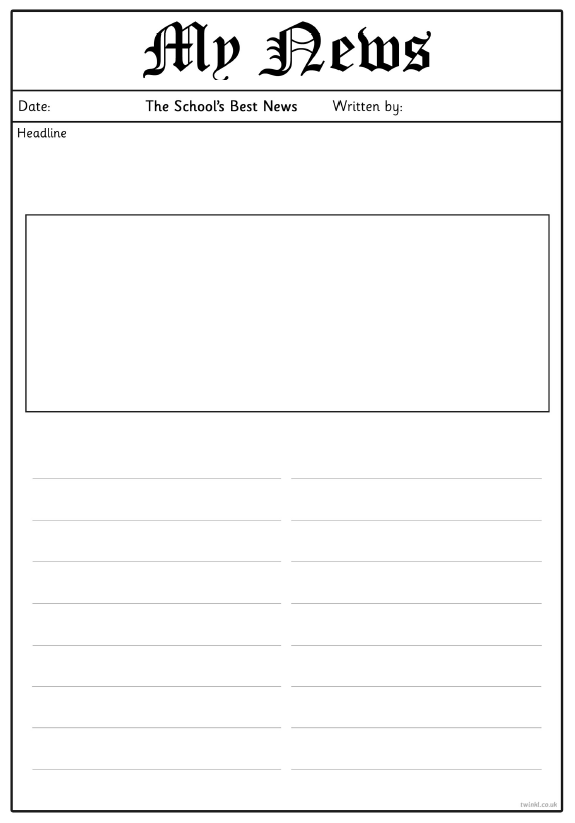 My News
Date: The School's Best News Written by:
Headline
twinkl.co.uk